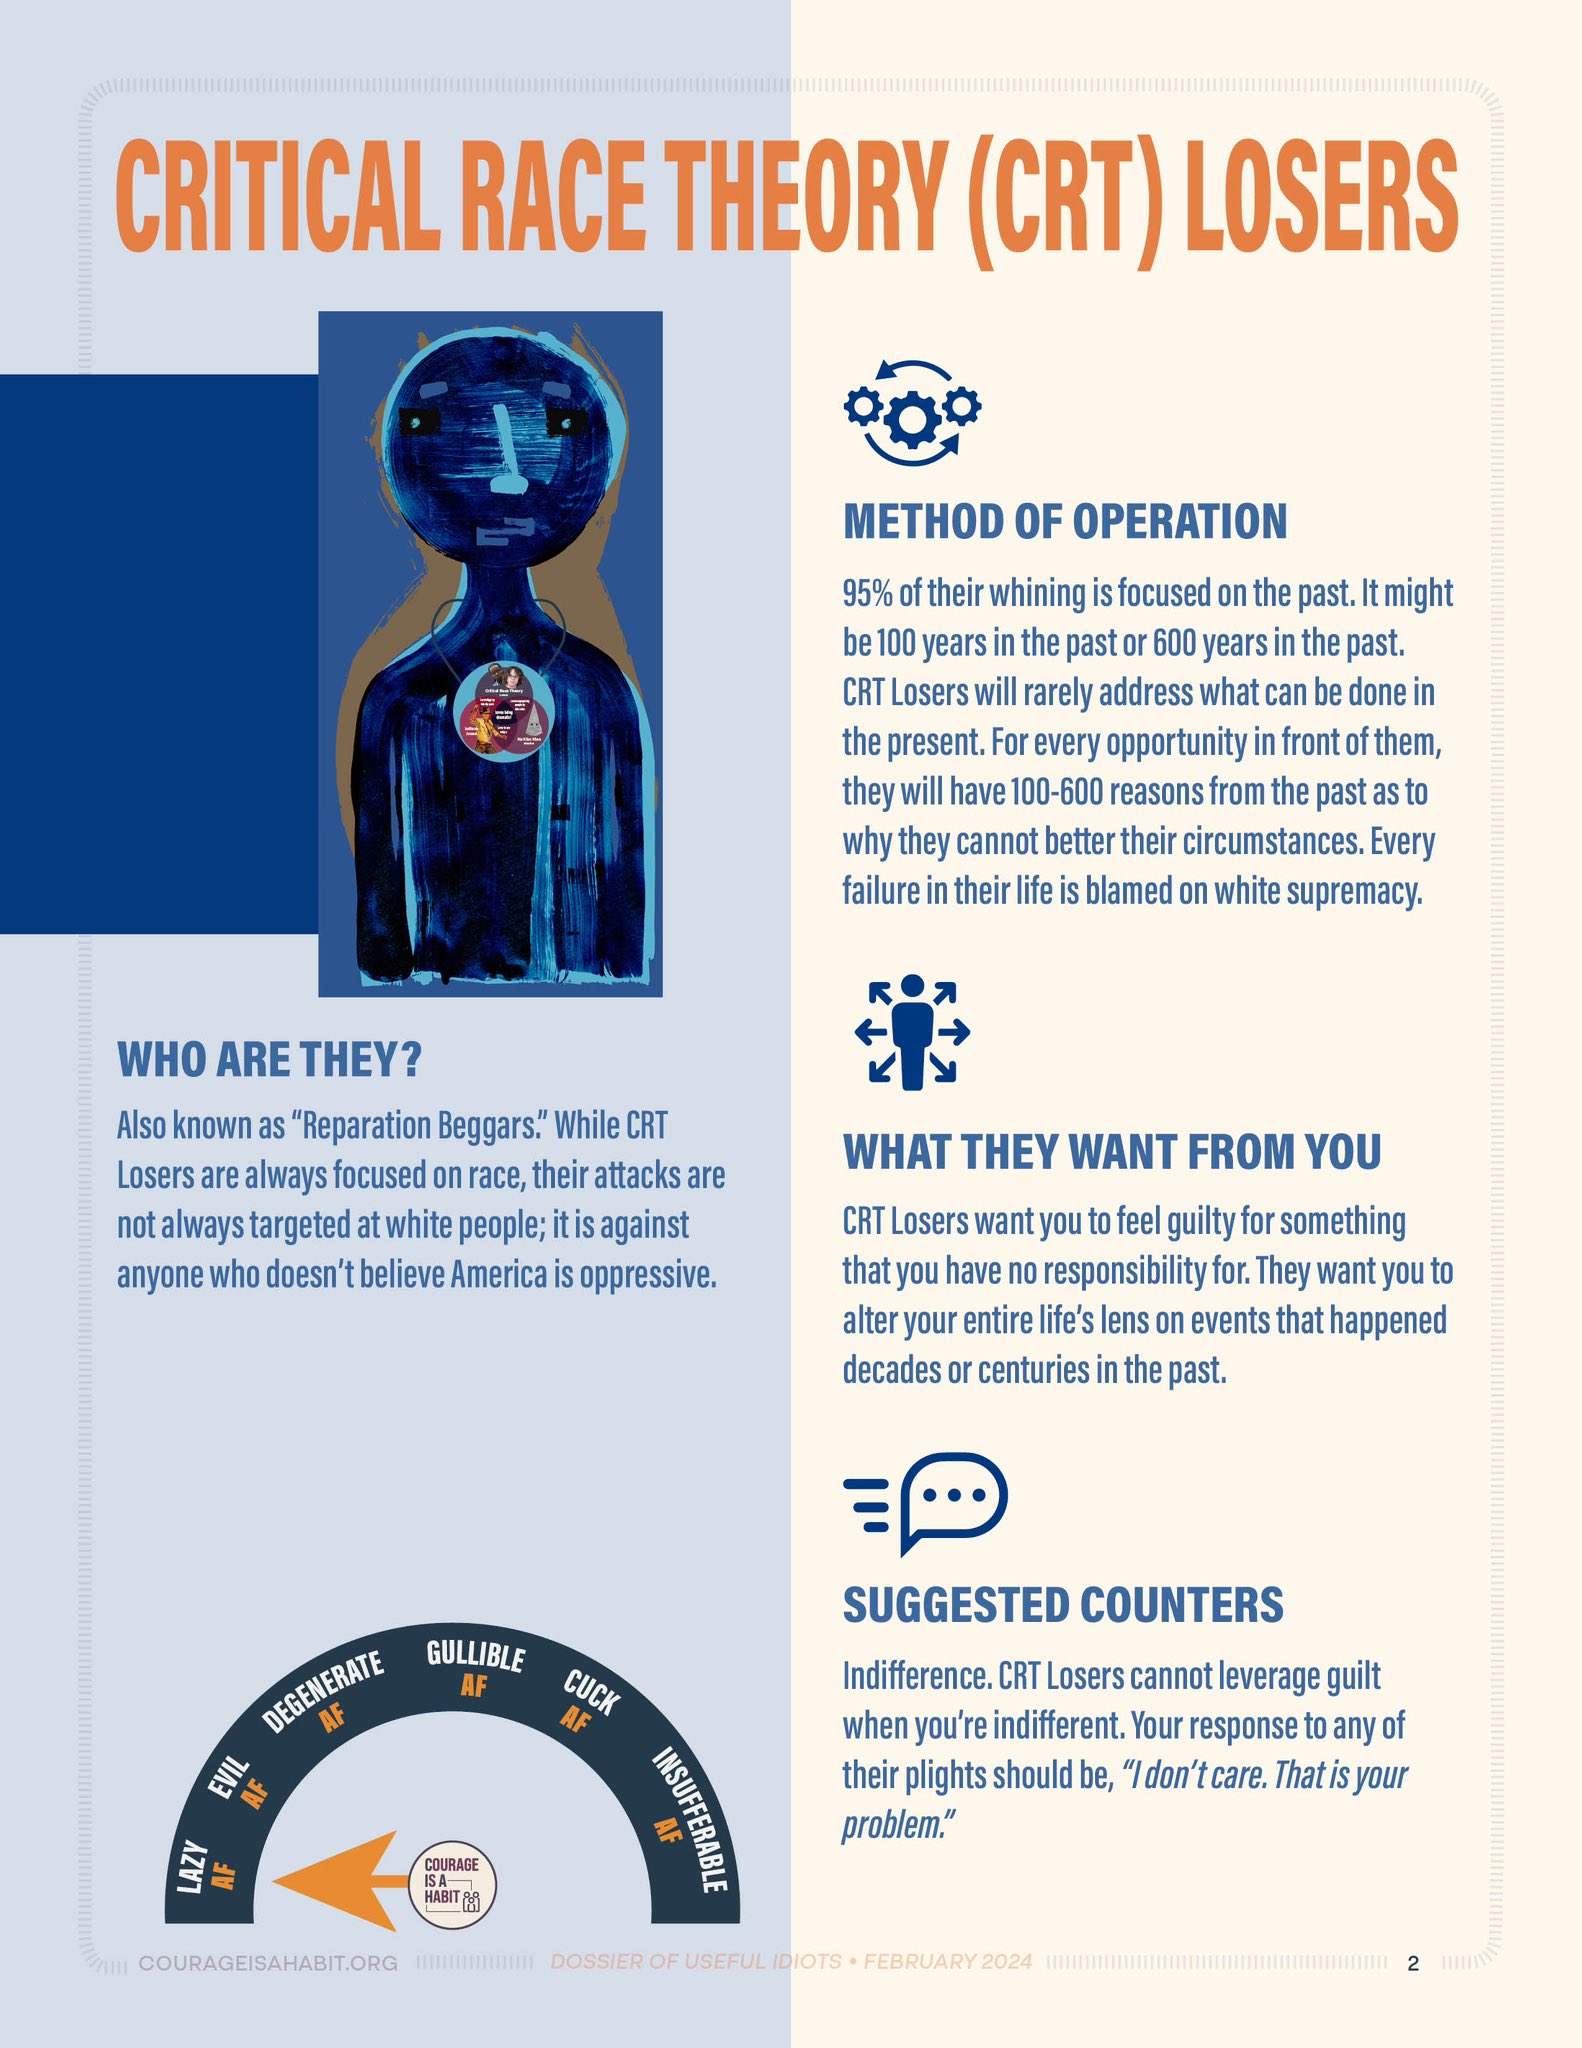 CRITICAL RACE THEORY (CRT) LOSERS
Critical Race Theory
Loves being
dramatic!
Indiana
Jones
Ku Klux Klan
WHO ARE THEY?
Also known as “Reparation Beggars.” While CRT
Losers are always focused on race, their attacks are
not always targeted at white people; it is against
anyone who doesn’t believe America is oppressive.
LAZY
AF
EVIL
AF
DEGENERATE
AF
GULLIBLE
AF
CUCK
AF
INSUFFERABLE
AF
COURAGE
IS A
HABIT
METHOD OF OPERATION
95% of their whining is focused on the past. It might
be 100 years in the past or 600 years in the past.
CRT Losers will rarely address what can be done in
the present. For every opportunity in front of them,
they will have 100-600 reasons from the past as to
why they cannot better their circumstances. Every
failure in their life is blamed on white supremacy.
WHAT THEY WANT FROM YOU
CRT Losers want you to feel guilty for something
that you have no responsibility for. They want you to
alter your entire life’s lens on events that happened
decades or centuries in the past.
SUGGESTED COUNTERS
Indifference. CRT Losers cannot leverage guilt
when you’re indifferent. Your response to any of
their plights should be, “I don’t care. That is your
problem.”
COURAGEISAHABIT.ORG
DOSSIER OF USEFUL IDIOTS • FEBRUARY 2024
2